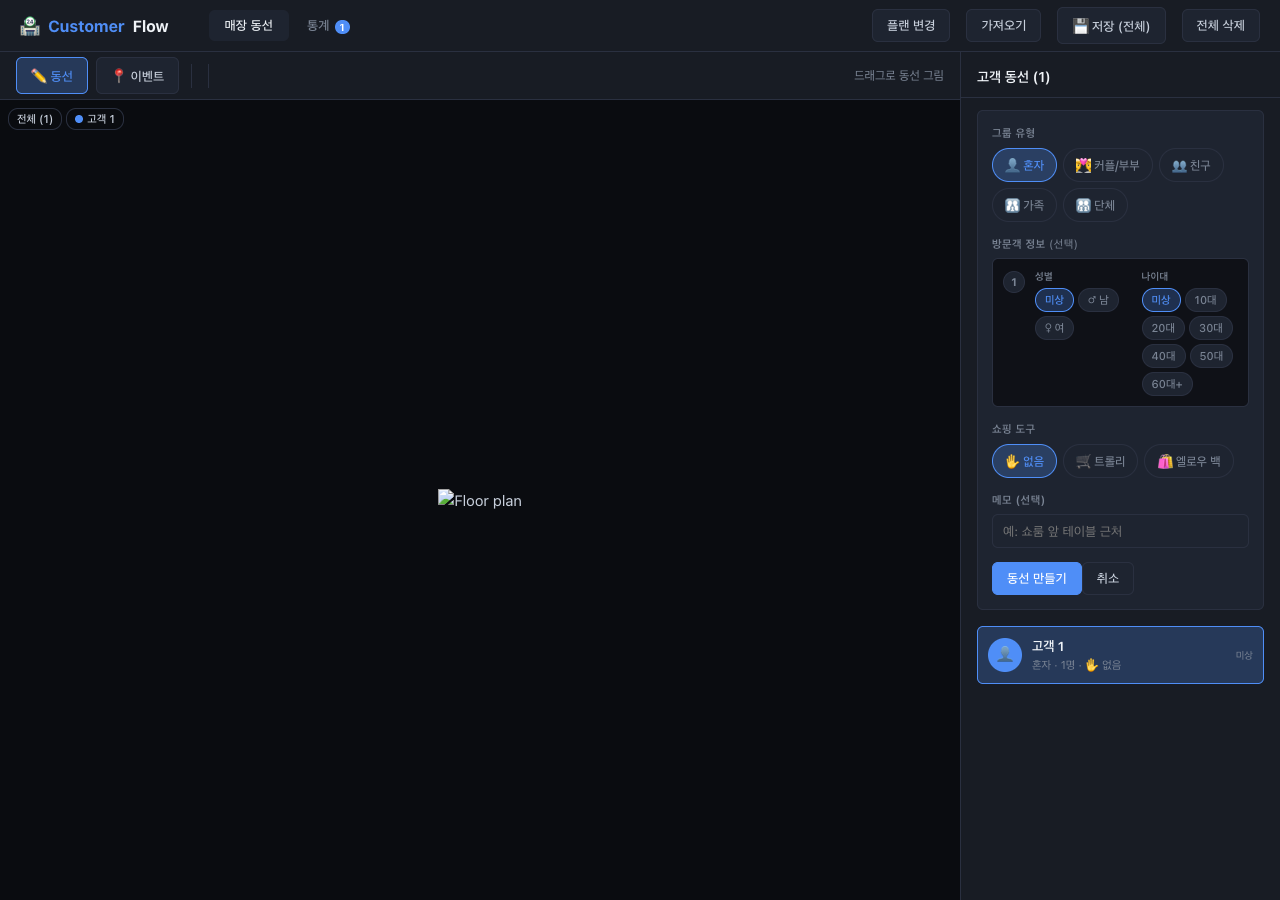 24
Customer Flow
매장 동선
통계 1
플랜 변경
가져오기
💾 저장 (전체)
전체 삭제
✏️ 동선
📍 이벤트
드래그로 동선 그림
고객 동선 (1)
전체 (1)
고객 1
그룹 유형
👤 혼자
💏 커플/부부
👥 친구
👪 가족
단체
방문객 정보 (선택)
1
성별
나이대
미상
♂ 남
미상
10대
♀ 여
20대
30대
40대
50대
60대+
쇼핑 도구
🖐 없음
🛒 트롤리
🛍️ 옐로우 백
메모 (선택)
예: 쇼룸 앞 테이블 근처
동선 만들기
취소
Floor plan
고객 1
혼자 · 1명 · 🖐 없음
미상